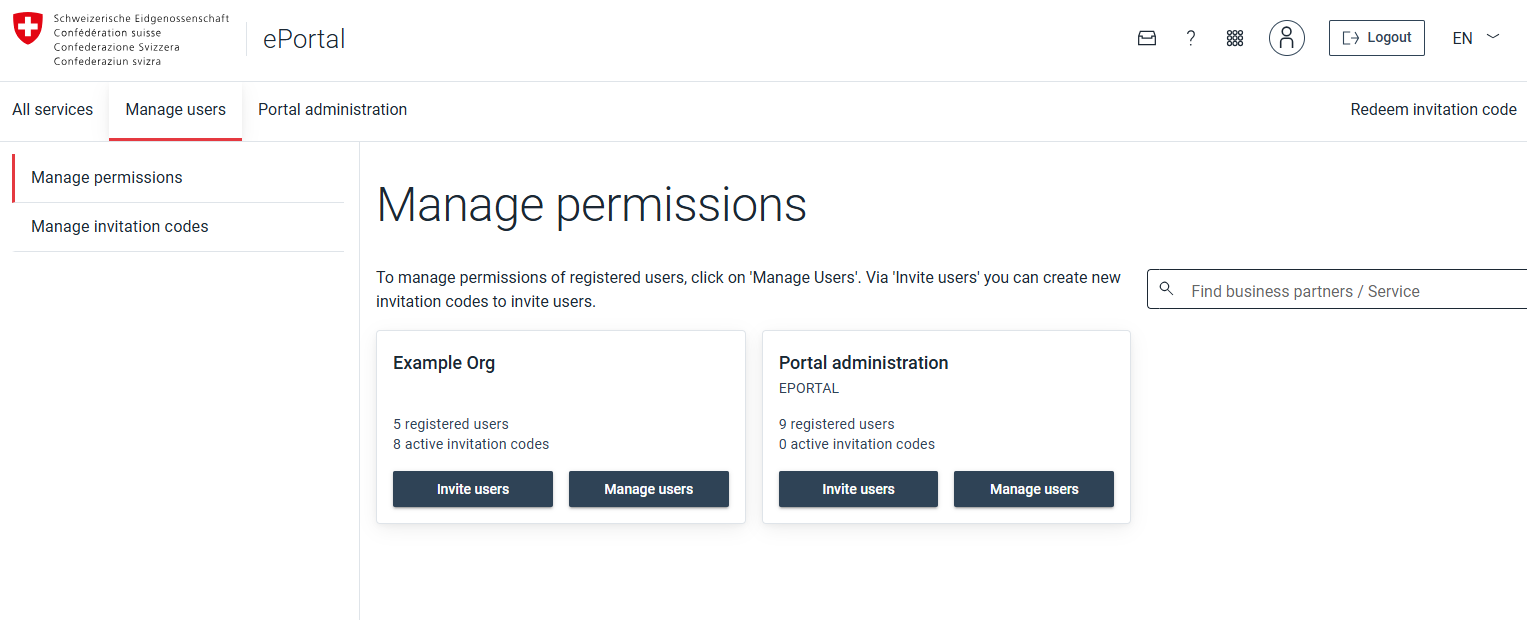 Schweizerische Eidgenossenschaft
Confédération suisse
Confederazione Svizzera
Confederaziun svizra
ePortal
?
Logout
EN
All services
Manage users
Portal administration
Redeem invitation code
Manage permissions
Manage invitation codes
Manage permissions
To manage permissions of registered users, click on 'Manage Users'. Via 'Invite users' you can create new
invitation codes to invite users.
Find business partners / Service
Example Org
5 registered users
8 active invitation codes
Invite users
Manage users
Portal administration
EPORTAL
9 registered users
0 active invitation codes
Invite users
Manage users